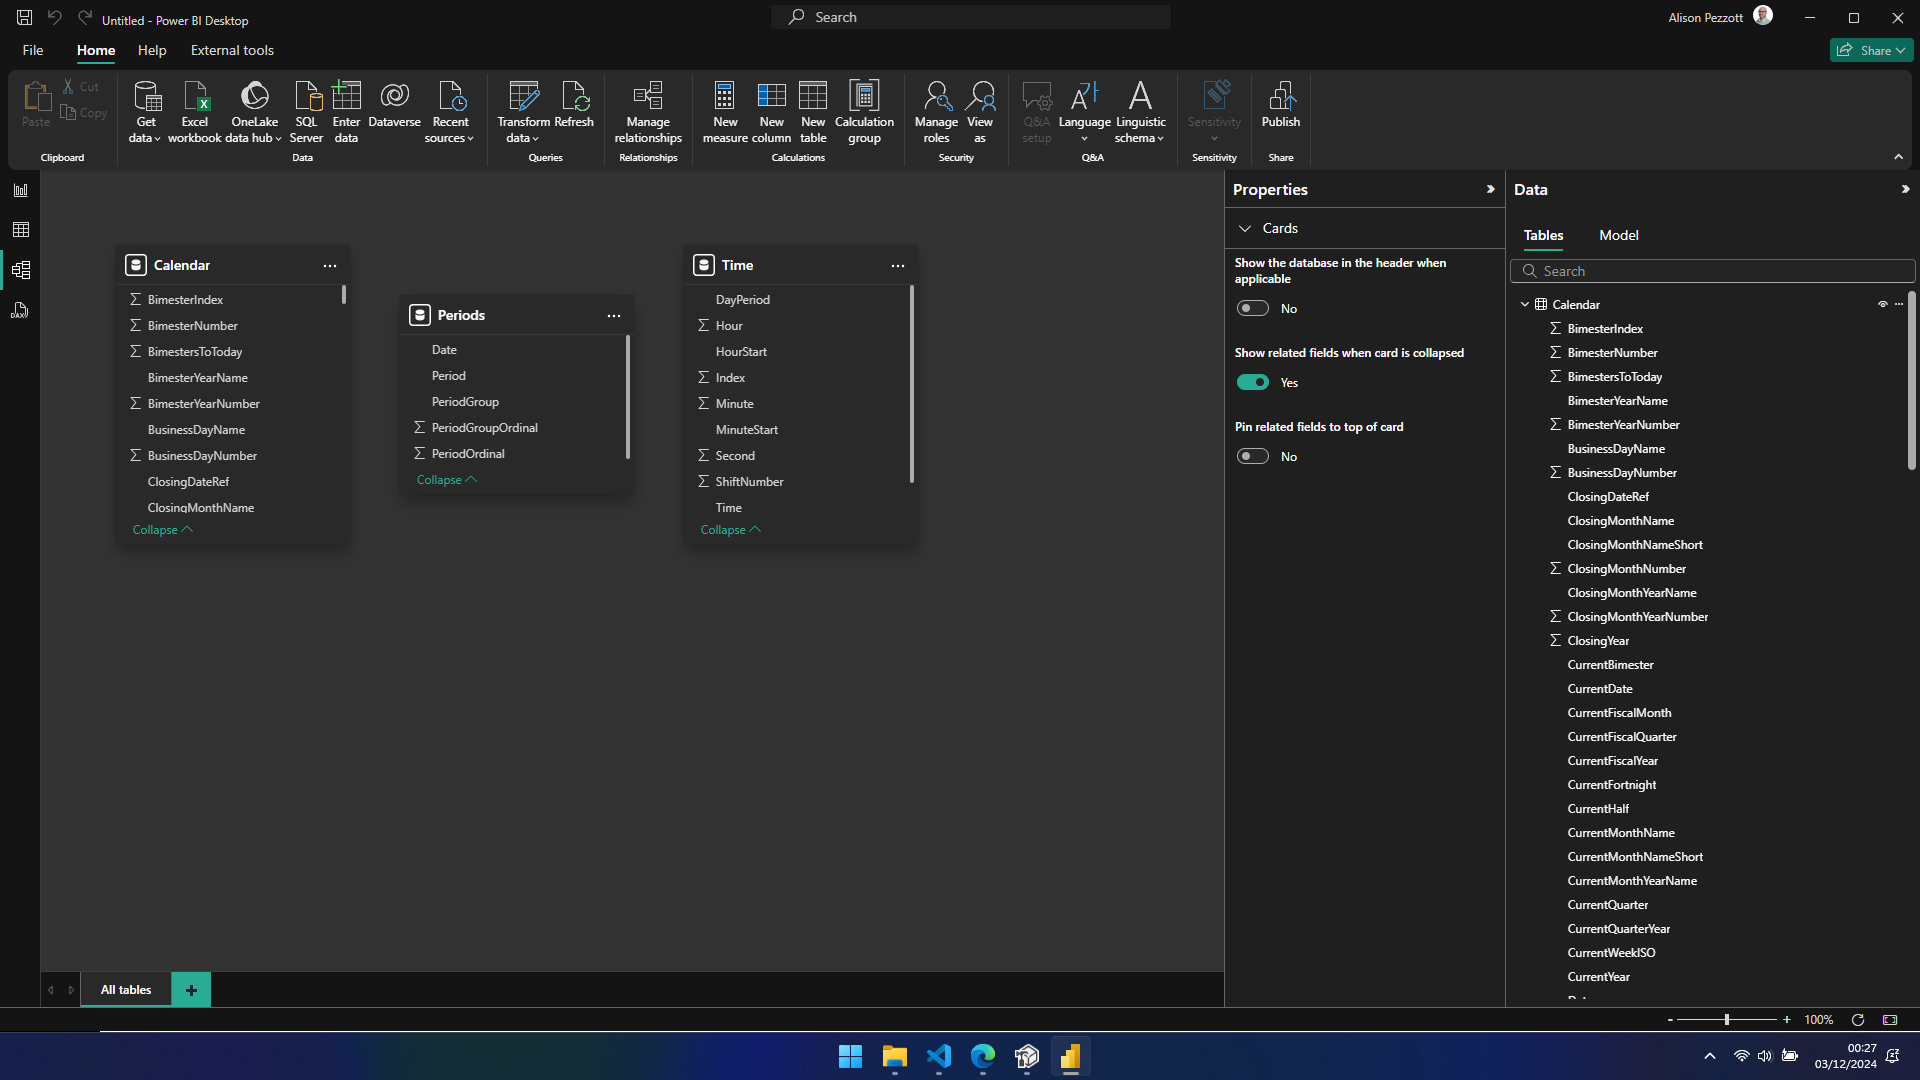 Untitled - Power BI Desktop
Search
Alison Pezzott
File
Home
Help
External tools
Share
Paste
Cut
Copy
Clipboard
Get data
Excel workbook
OneLake data hub
SQL Server
Enter data
Dataverse
Recent sources
Data
Transform data
Refresh
Queries
Manage relationships
Relationships
New measure
New column
New table
Calculation group
Calculations
Manage roles
View as
Security
Q&A setup
Language
Linguistic schema
Q&A
Sensitivity
Sensitivity
Publish
Share
Calendar
BimesterIndex
BimesterNumber
BimestersToToday
BimesterYearName
BimesterYearNumber
BusinessDayName
BusinessDayNumber
ClosingDateRef
ClosingMonthName
Collapse
Periods
Date
Period
PeriodGroup
PeriodGroupOrdinal
PeriodOrdinal
Collapse
Time
DayPeriod
Hour
HourStart
Index
Minute
MinuteStart
Second
ShiftNumber
Time
Collapse
Properties
Cards
Show the database in the header when
applicable
No
Show related fields when card is collapsed
Yes
Pin related fields to top of card
No
Data
Tables
Model
Search
Calendar
BimesterIndex
BimesterNumber
BimestersToToday
BimesterYearName
BimesterYearNumber
BusinessDayName
BusinessDayNumber
ClosingDateRef
ClosingMonthName
ClosingMonthNameShort
ClosingMonthNumber
ClosingMonthYearName
ClosingMonthYearNumber
ClosingYear
CurrentBimester
CurrentDate
CurrentFiscalMonth
CurrentFiscalQuarter
CurrentFiscalYear
CurrentFortnight
CurrentHalf
CurrentMonthName
CurrentMonthNameShort
CurrentMonthYearName
CurrentQuarter
CurrentQuarterYear
CurrentWeekISO
CurrentYear
All tables
100%
00:27
03/12/2024